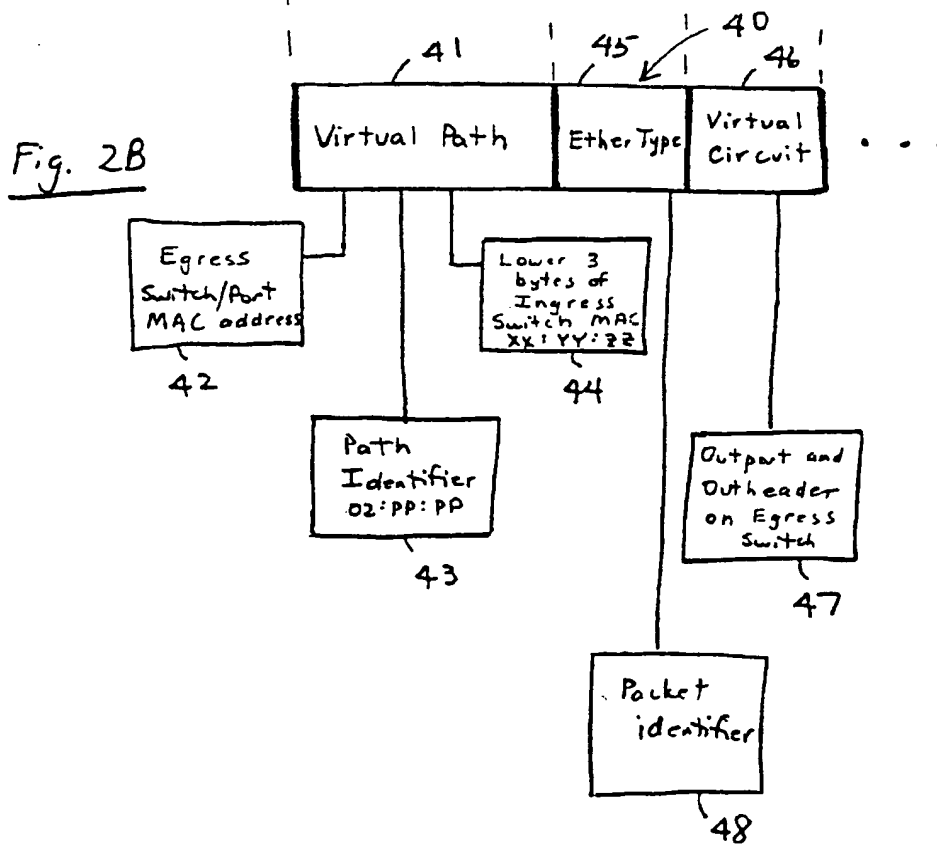 41
45
40
46
Virtual Path
EtherType
Virtual
Circuit
Fig. 2B
Egress
Switch/Port
MAC address
42
Lower 3
bytes of
Ingress
Switch MAC
XX:YY:ZZ
44
Path
Identifier
02:PP:PP
43
Outport and
Outheader
on Egress
Switch
47
Packet
identifier
48